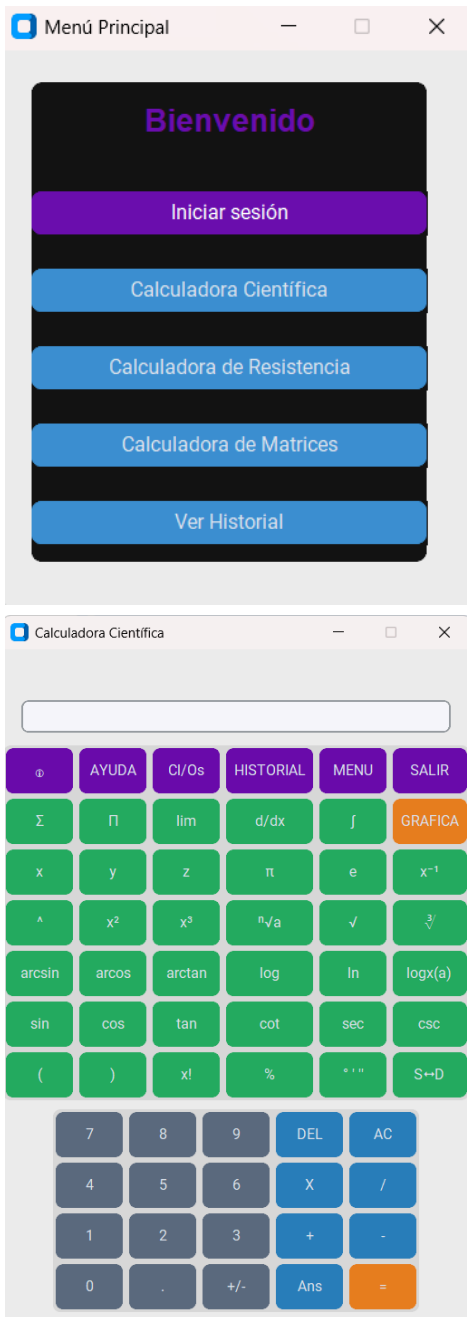 Menú Principal
Bienvenido
Iniciar sesión
Calculadora Científica
Calculadora de Resistencia
Calculadora de Matrices
Ver Historial
Calculadora Científica
AYUDA CI/Os HISTORIAL MENU SALIR
Σ Π lim d/dx ∫ GRAFICA
x y z π e x⁻¹
^ x² x³ ⁿ√a √ ∛
arcsin arcos arctan log ln logx(a)
sin cos tan cot sec csc
( ) x! % ° ' " S↔D
7 8 9 DEL AC
4 5 6 X /
1 2 3 + -
0 . +/- Ans =